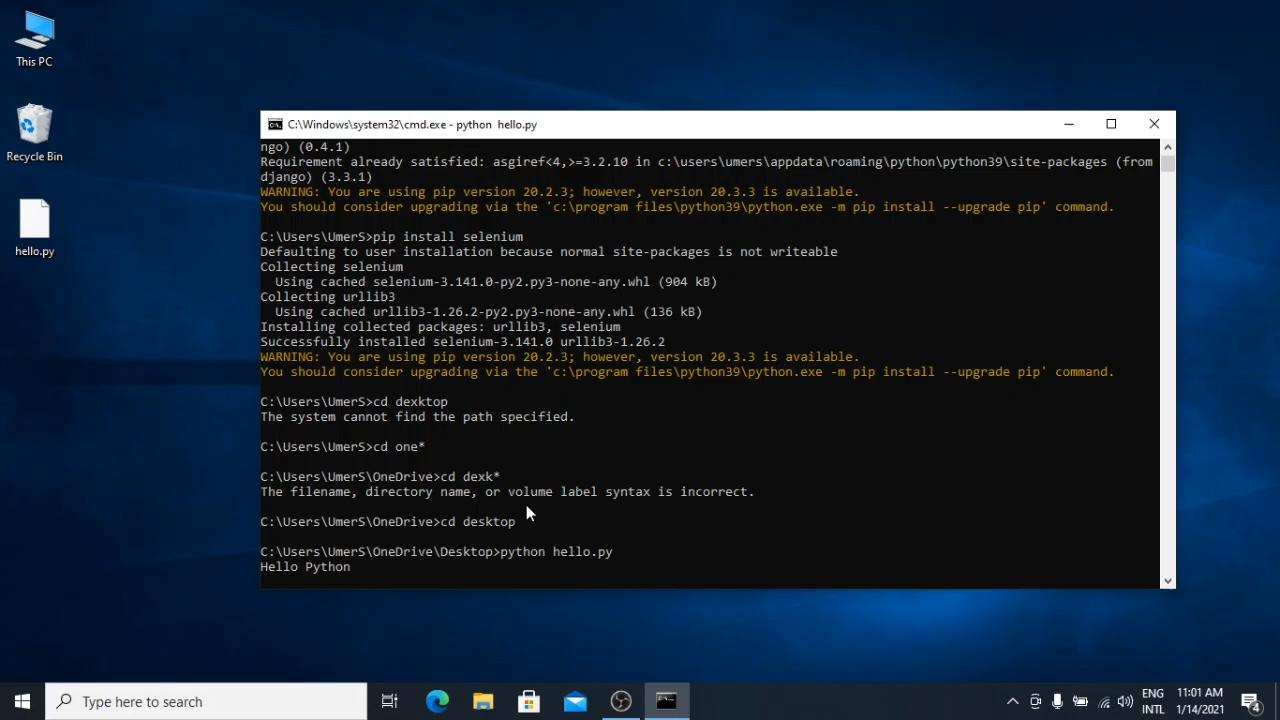 This PC
Recycle Bin
hello.py
C:\Windows\system32\cmd.exe - python  hello.py
ngo) (0.4.1)
Requirement already satisfied: asgiref<4,>=3.2.10 in c:\users\umers\appdata\roaming\python\python39\site-packages (from
django) (3.3.1)
WARNING: You are using pip version 20.2.3; however, version 20.3.3 is available.
You should consider upgrading via the 'c:\program files\python39\python.exe -m pip install --upgrade pip' command.
C:\Users\UmerS>pip install selenium
Defaulting to user installation because normal site-packages is not writeable
Collecting selenium
  Using cached selenium-3.141.0-py2.py3-none-any.whl (904 kB)
Collecting urllib3
  Using cached urllib3-1.26.2-py2.py3-none-any.whl (136 kB)
Installing collected packages: urllib3, selenium
Successfully installed selenium-3.141.0 urllib3-1.26.2
WARNING: You are using pip version 20.2.3; however, version 20.3.3 is available.
You should consider upgrading via the 'c:\program files\python39\python.exe -m pip install --upgrade pip' command.
C:\Users\UmerS>cd dexktop
The system cannot find the path specified.
C:\Users\UmerS>cd one*
C:\Users\UmerS\OneDrive>cd dexk*
The filename, directory name, or volume label syntax is incorrect.
C:\Users\UmerS\OneDrive>cd desktop
C:\Users\UmerS\OneDrive\Desktop>python hello.py
Hello Python
Type here to search
ENG
INTL
11:01 AM
1/14/2021
4